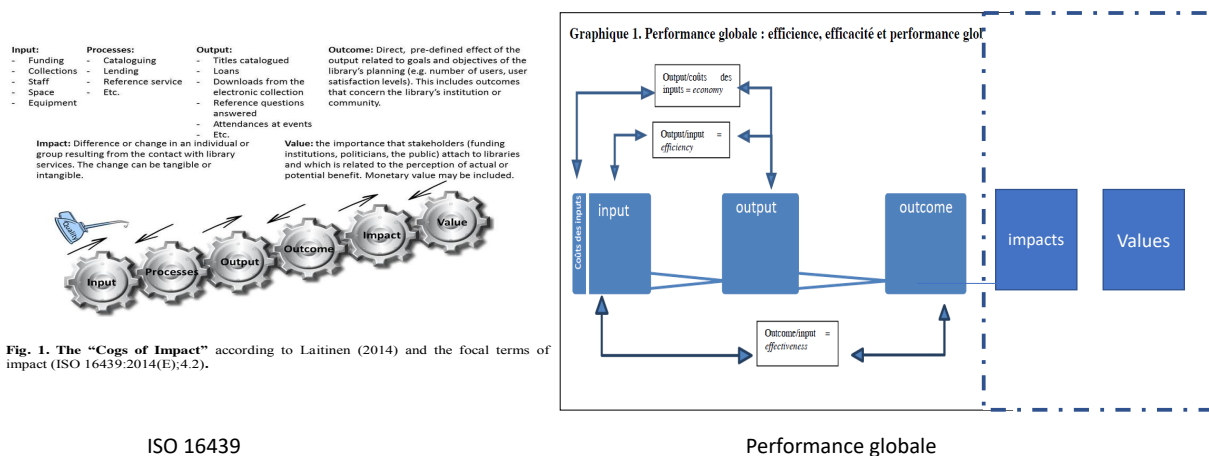 Input:
- Funding
- Collections
- Staff
- Space
- Equipment
Processes:
- Cataloguing
- Lending
- Reference service
- Etc.
Output:
- Titles catalogued
- Loans
- Downloads from the
electronic collection
- Reference questions
answered
- Attendances at events
- Etc.
Outcome: Direct, pre-defined effect of the
output related to goals and objectives of the
library's planning (e.g. number of users, user
satisfaction levels). This includes outcomes
that concern the library's institution or
community.
Impact: Difference or change in an individual or
group resulting from the contact with library
services. The change can be tangible or
intangible.
Value: the importance that stakeholders (funding
institutions, politicians, the public) attach to libraries
and which is related to the perception of actual or
potential benefit. Monetary value may be included.
Quality
Input
Processes
Output
Outcome
Impact
Value
Fig. 1. The “Cogs of Impact” according to Laitinen (2014) and the focal terms of
impact (ISO 16439:2014(E);4.2).
ISO 16439
Graphique 1. Performance globale : efficience, efficacité et performance glo
Output/coûts des
inputs = economy
Output/input =
efficiency
Coûts des inputs
input
output
outcome
impacts
Values
Outcome/input =
effectiveness
Performance globale